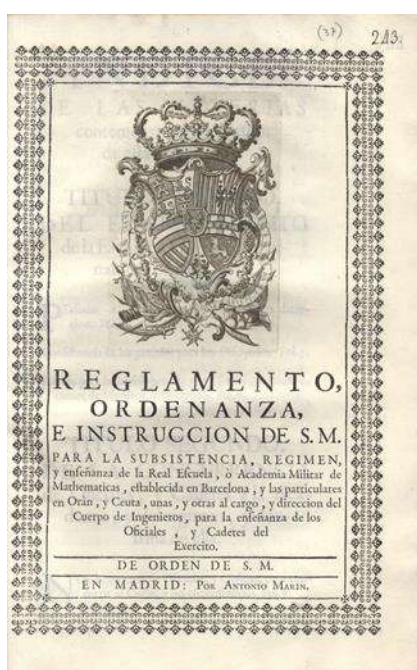 (37) 213.
REGLAMENTO,
ORDENANZA,
E INSTRUCCION DE S.M.
PARA LA SUBSISTENCIA, REGIMEN,
y enseñanza de la Real Escuela, ò Academia Militar de
Mathematicas, establecida en Barcelona, y las particulares
en Oràn, y Ceuta, unas, y otras al cargo, y direccion del
Cuerpo de Ingenieros, para la enseñanza de los
Oficiales, y Cadetes del
Exercito.
DE ORDEN DE S. M.
EN MADRID: POR ANTONIO MARIN.